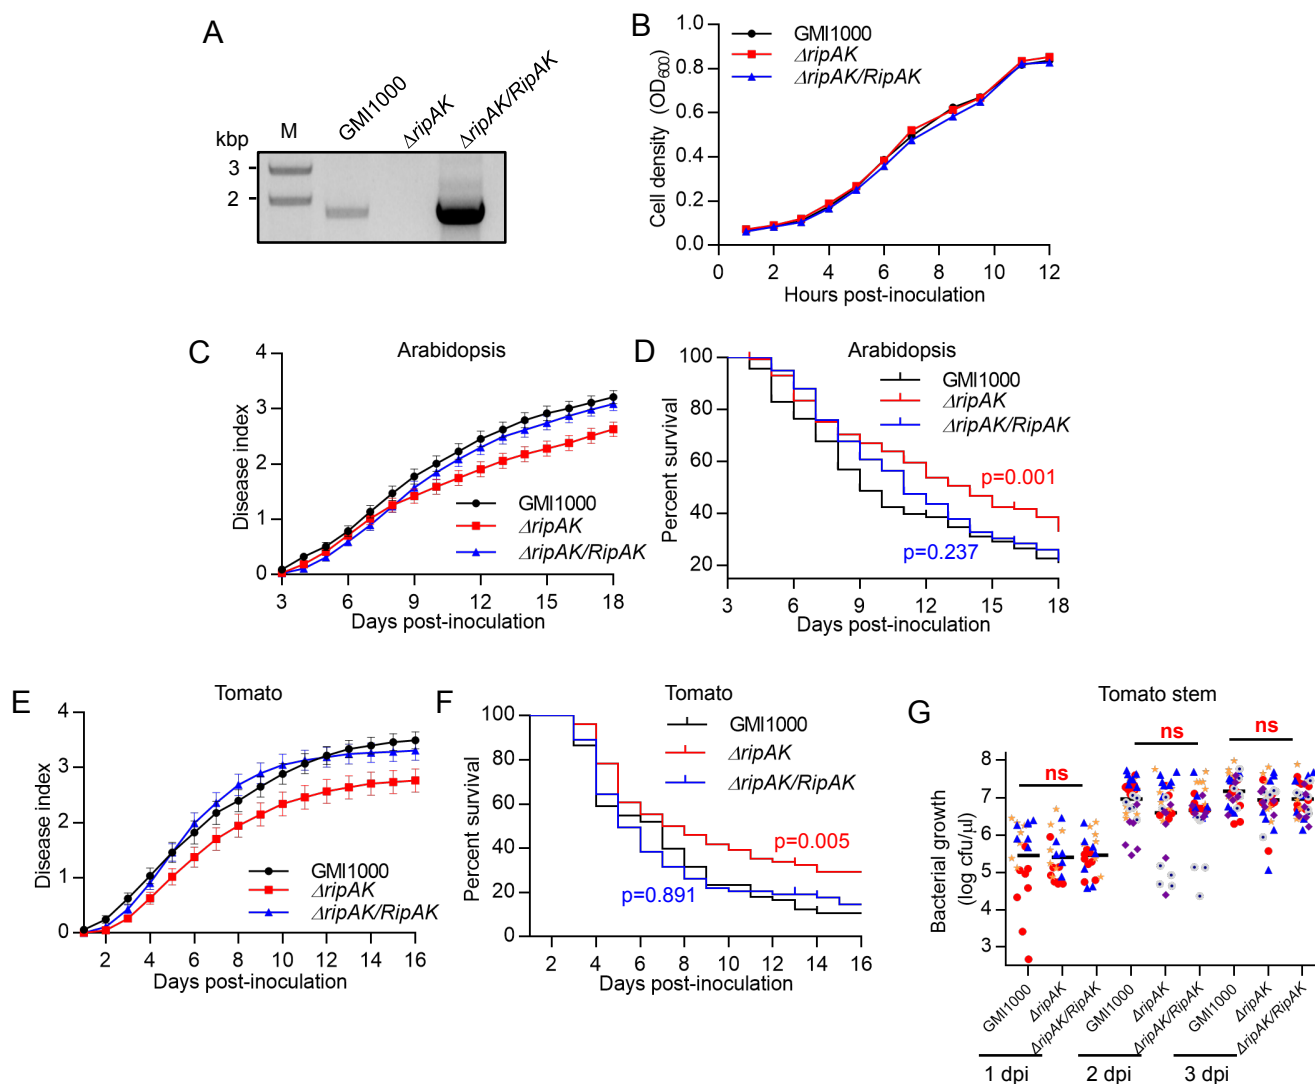 A
kbp
M
GMI1000
ΔripAK
ΔripAK/RipAK
3
2
B
GMI1000
ΔripAK
ΔripAK/RipAK
Cell density (OD600)
1.0
0.8
0.6
0.4
0.2
0.0
0 2 4 6 8 10 12
Hours post-inoculation
C
Arabidopsis
Disease index
4
3
2
1
0
GMI1000
ΔripAK
ΔripAK/RipAK
3 6 9 12 15 18
Days post-inoculation
D
Arabidopsis
GMI1000
ΔripAK
ΔripAK/RipAK
Percent survival
100
80
60
40
20
p=0.001
p=0.237
3 6 9 12 15 18
Days post-inoculation
E
Tomato
Disease index
4
3
2
1
0
GMI1000
ΔripAK
ΔripAK/RipAK
2 4 6 8 10 12 14 16
Days post-inoculation
F
Tomato
GMI1000
ΔripAK
ΔripAK/RipAK
Percent survival
100
80
60
40
20
0
p=0.005
p=0.891
2 4 6 8 10 12 14 16
Days post-inoculation
G
Tomato stem
ns
ns
ns
Bacterial growth
(log cfu/µl)
8
7
6
5
4
3
GMI1000
ΔripAK
ΔripAK/RipAK
GMI1000
ΔripAK
ΔripAK/RipAK
GMI1000
ΔripAK
ΔripAK/RipAK
1 dpi
2 dpi
3 dpi